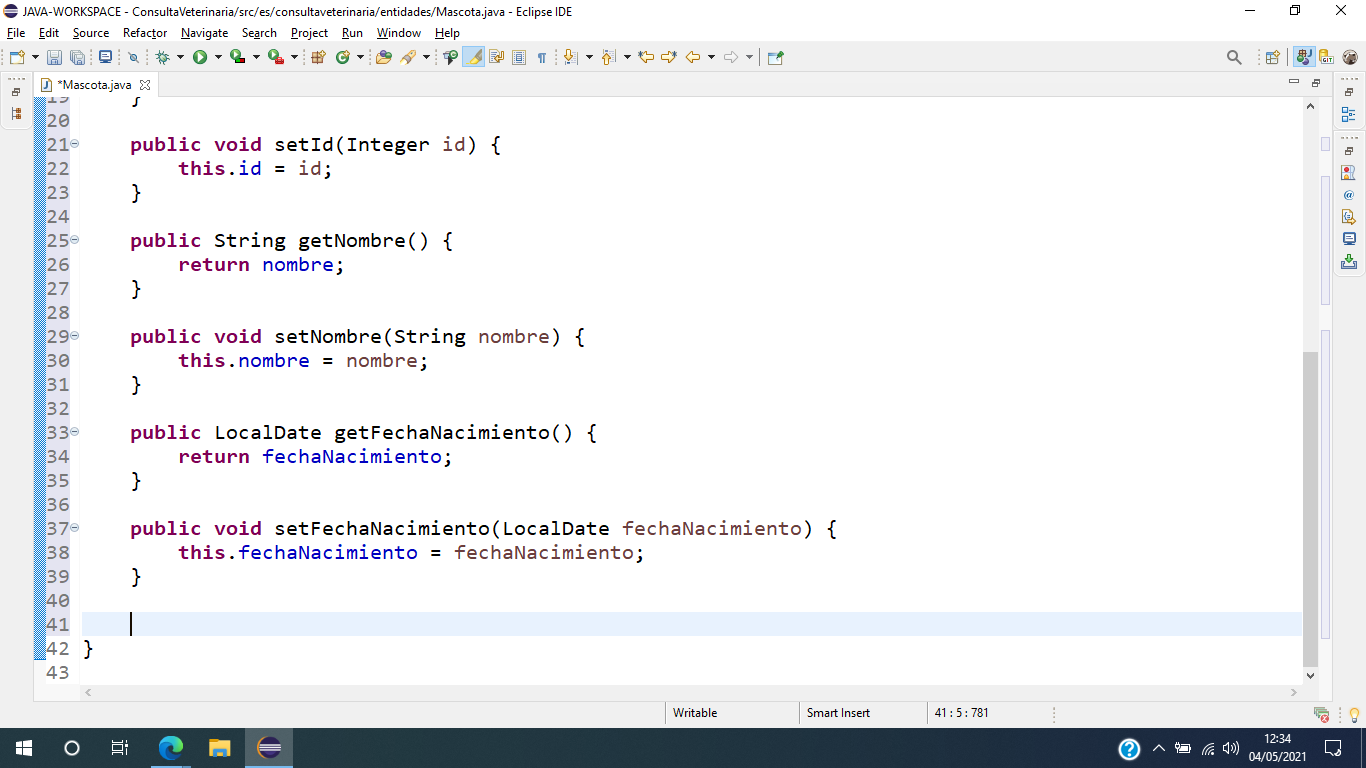 JAVA-WORKSPACE - ConsultaVeterinaria/src/es/consultaveterinaria/entidades/Mascota.java - Eclipse IDE
File Edit Source Refactor Navigate Search Project Run Window Help
*Mascota.java
19 }
20
21 public void setId(Integer id) {
22 this.id = id;
23 }
24
25 public String getNombre() {
26 return nombre;
27 }
28
29 public void setNombre(String nombre) {
30 this.nombre = nombre;
31 }
32
33 public LocalDate getFechaNacimiento() {
34 return fechaNacimiento;
35 }
36
37 public void setFechaNacimiento(LocalDate fechaNacimiento) {
38 this.fechaNacimiento = fechaNacimiento;
39 }
40
41
42 }
43
Writable Smart Insert 41 : 5 : 781
12:34
04/05/2021